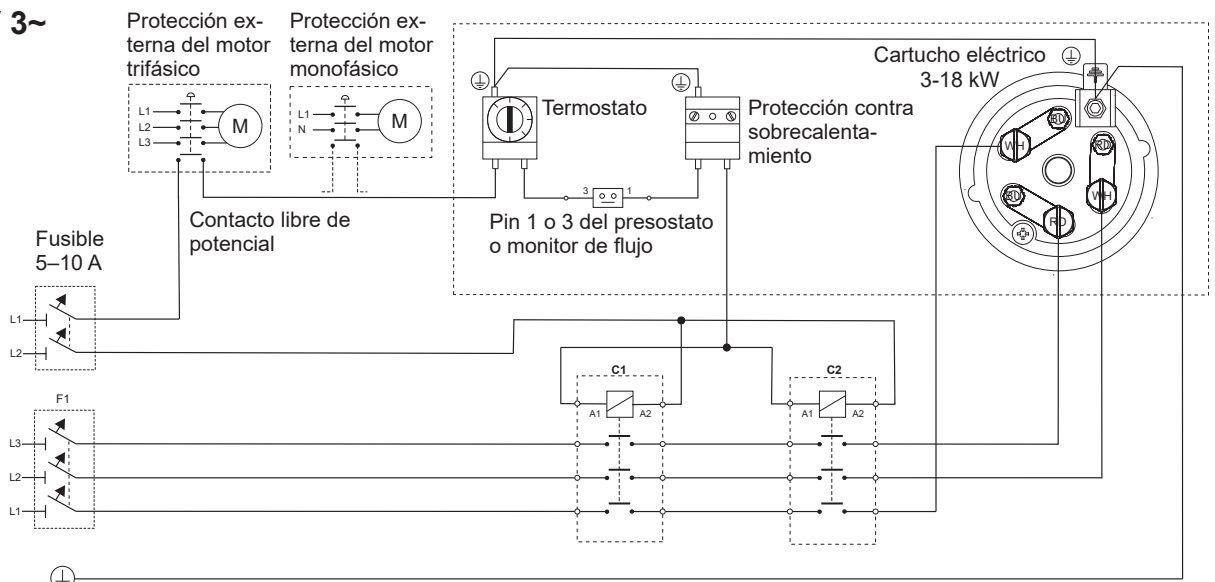 3~
Protección ex-
terna del motor
trifásico
Protección ex-
terna del motor
monofásico
L1
L2
L3
M
L1
N
M
Termostato
Protección contra
sobrecalenta-
miento
Cartucho eléctrico
3-18 kW
BU
WH
RD
BU
WH
RD
3
1
Pin 1 o 3 del presostato
o monitor de flujo
Contacto libre de
potencial
Fusible
5–10 A
L1
L2
C1
C2
A1
A2
A1
A2
F1
L3
L2
L1